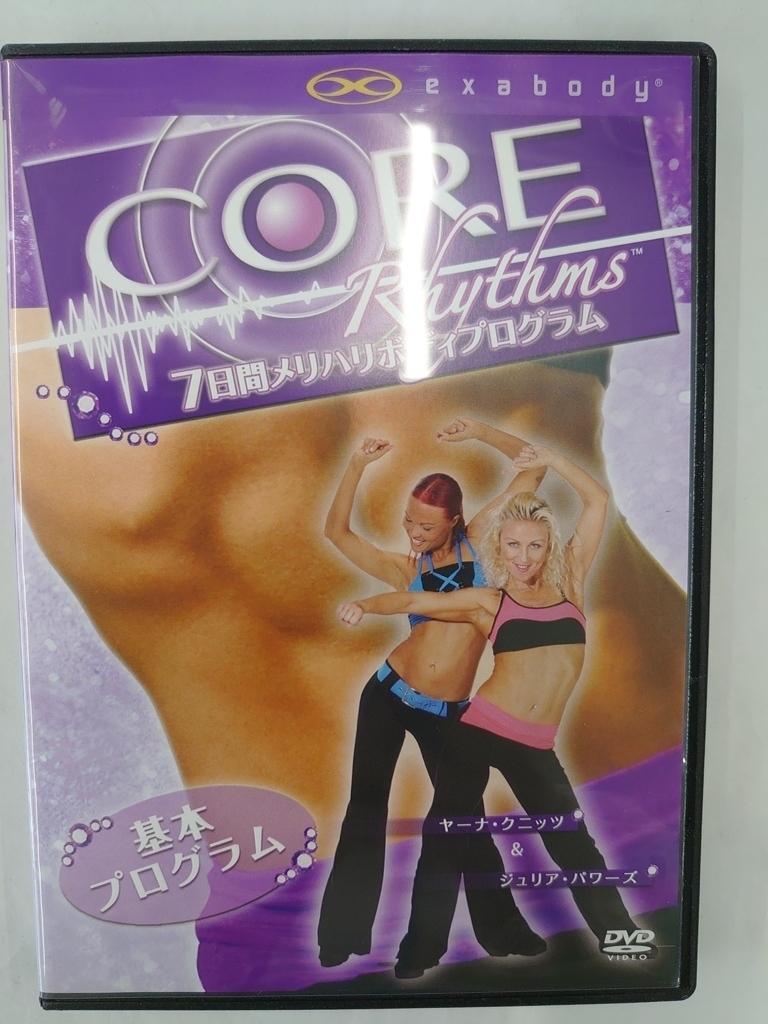 exabody®
CORE
Rhythms™
7日間メリハリボディプログラム
基本
プログラム
ヤーナ・クニッツ
&
ジュリア・パワーズ
DVD
VIDEO